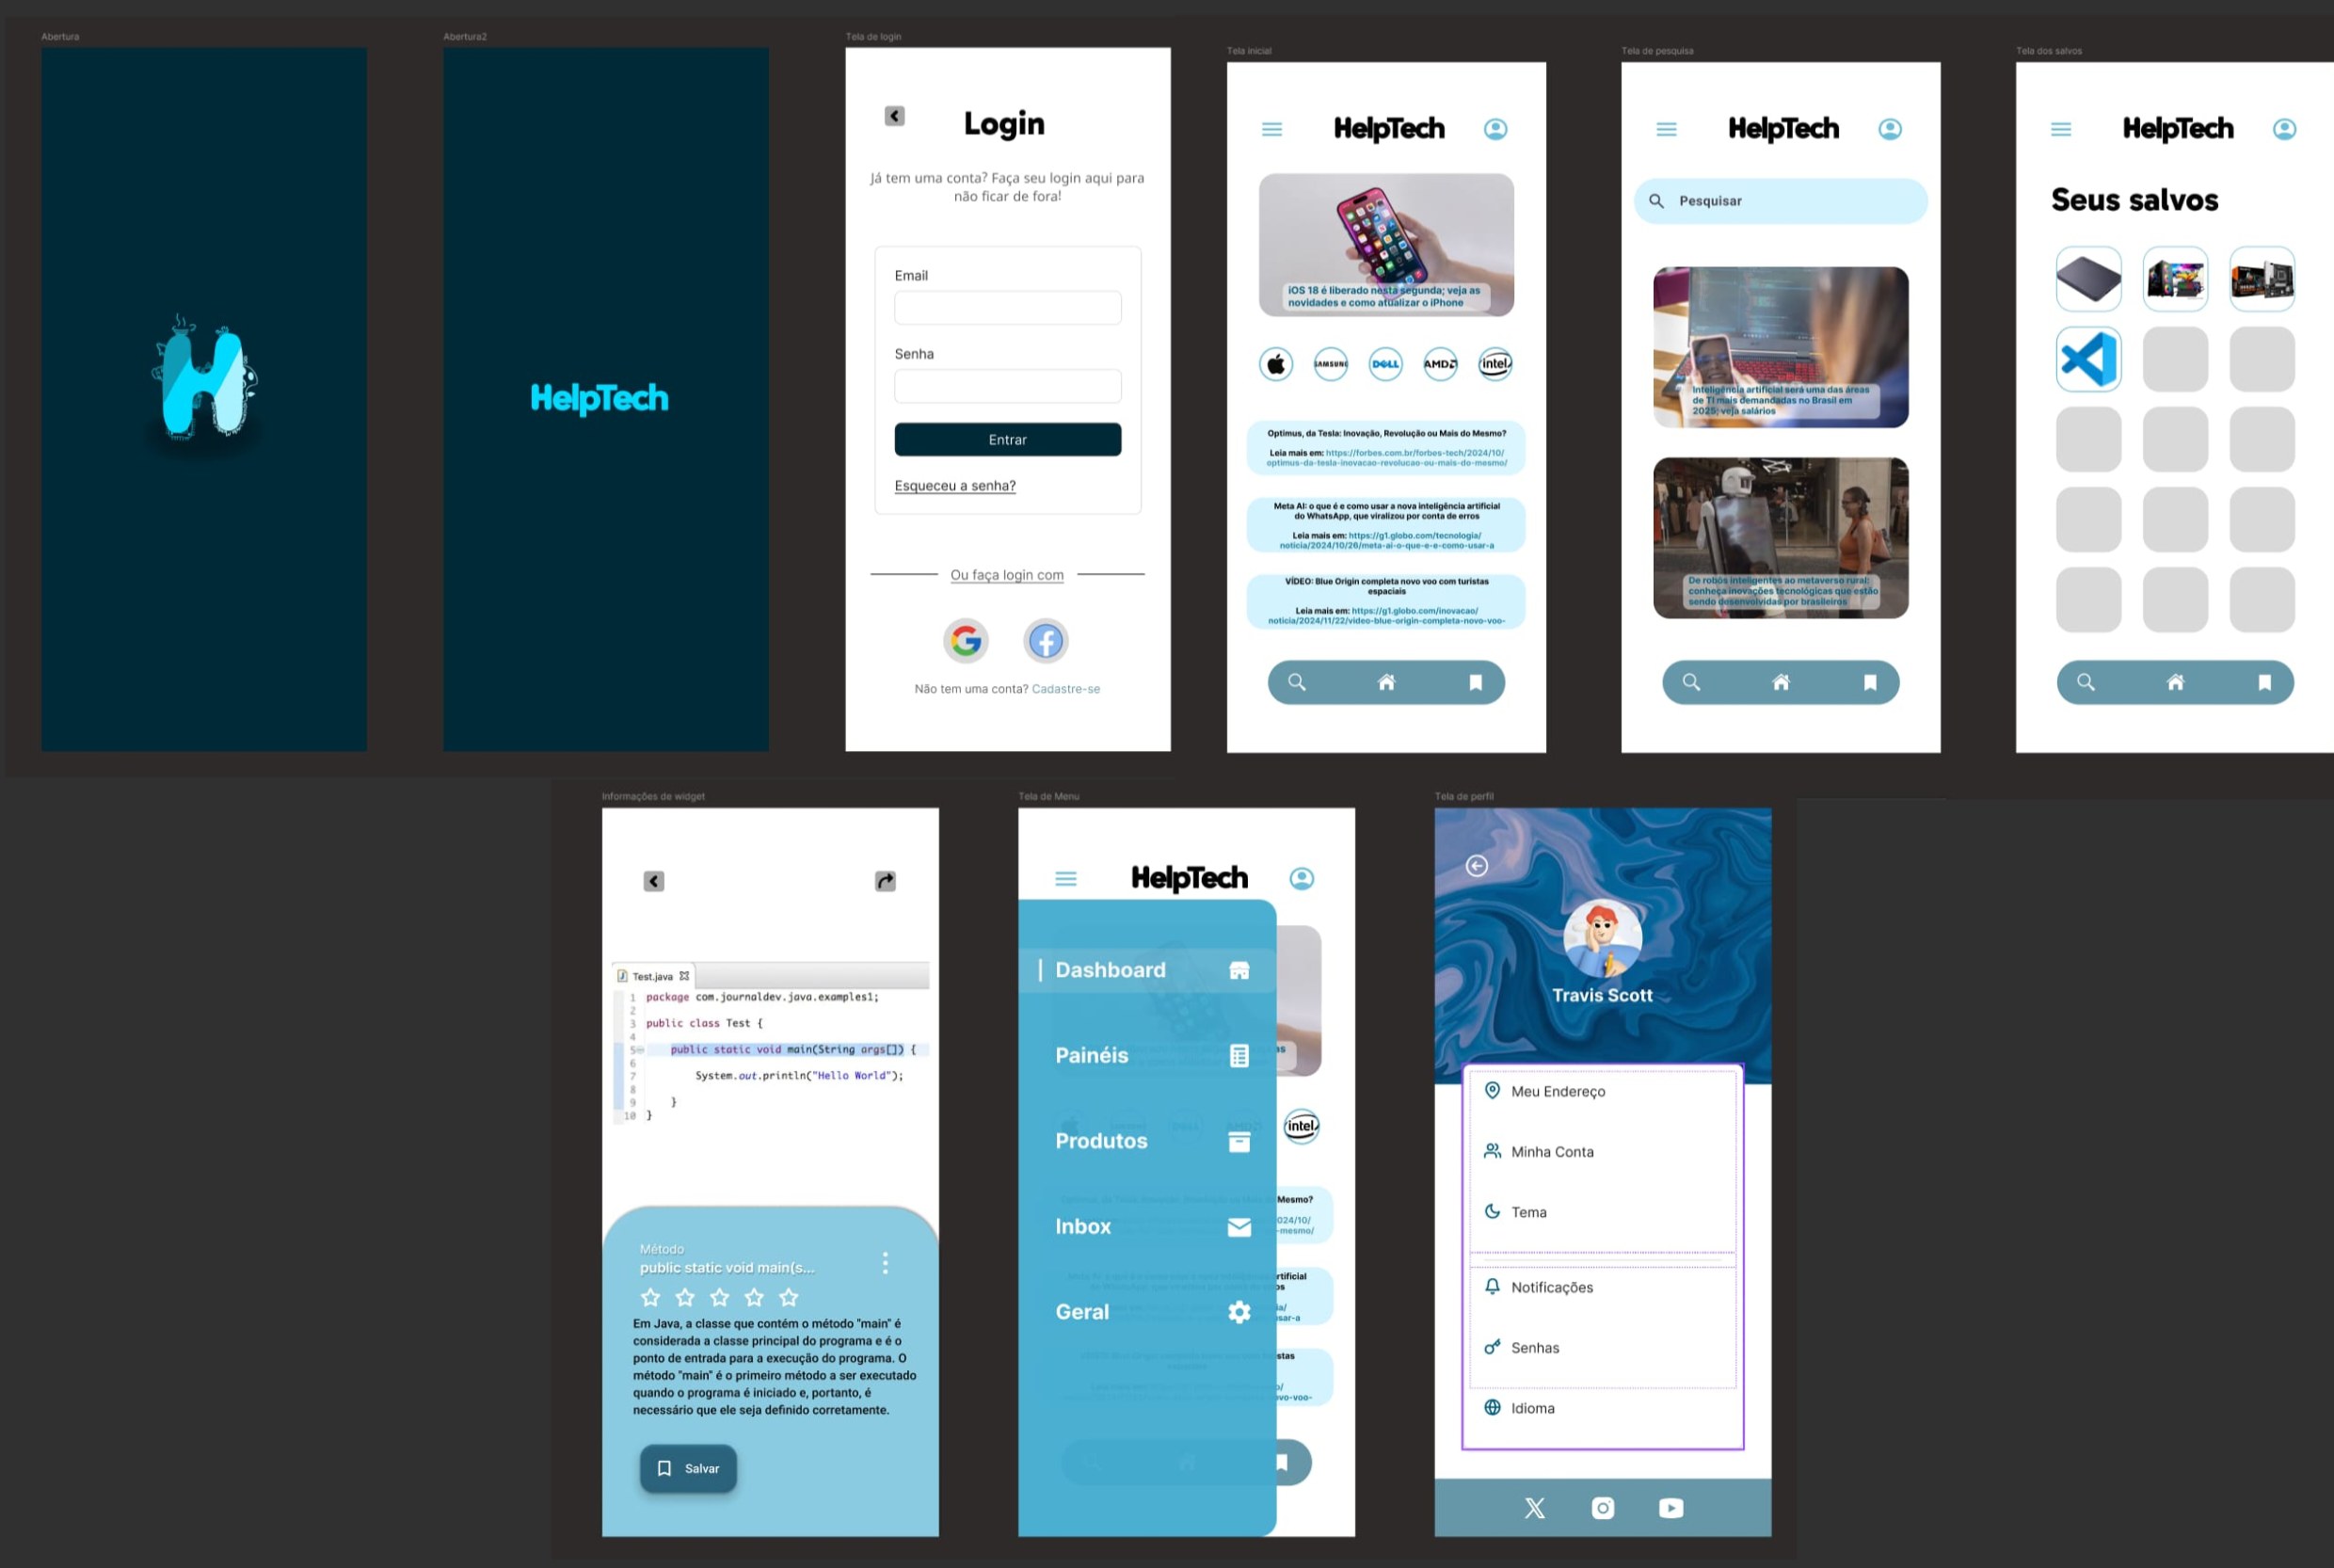 Abertura
Abertura2
HelpTech
Tela de login
Login
Já tem uma conta? Faça seu login aqui para
não ficar de fora!
Email
Senha
Entrar
Esqueceu a senha?
Ou faça login com
Não tem uma conta? Cadastre-se
Tela inicial
HelpTech
iOS 18 é liberado nesta segunda; veja as
novidades e como atualizar o iPhone
SAMSUNG
DELL
AMD
intel
Optimus, da Tesla: Inovação, Revolução ou Mais do Mesmo?
Leia mais em: https://forbes.com.br/forbes-tech/2024/10/
optimus-da-tesla-inovacao-revolucao-ou-mais-do-mesmo/
Meta AI: o que é e como usar a nova inteligência artificial
do WhatsApp, que viralizou por conta de erros
Leia mais em: https://g1.globo.com/tecnologia/
noticia/2024/10/26/meta-ai-o-que-e-e-como-usar-a
VÍDEO: Blue Origin completa novo voo com turistas
espaciais
Leia mais em: https://g1.globo.com/inovacao/
noticia/2024/11/22/video-blue-origin-completa-novo-voo-
Tela de pesquisa
HelpTech
Pesquisar
Inteligência artificial será uma das áreas
de TI mais demandadas no Brasil em
2025; veja salários
De robôs inteligentes ao metaverso rural:
conheça inovações tecnológicas que estão
sendo desenvolvidas por brasileiros
Tela dos salvos
HelpTech
Seus salvos
Informações de widget
Test.java
1 package com.journaldev.java.examples1;
2
3 public class Test {
4
5 public static void main(String args[]) {
6
7 System.out.println("Hello World");
8
9 }
10 }
Método
public static void main(s...
Em Java, a classe que contém o método "main" é
considerada a classe principal do programa e é o
ponto de entrada para a execução do programa. O
método "main" é o primeiro método a ser executado
quando o programa é iniciado e, portanto, é
necessário que ele seja definido corretamente.
Salvar
Tela de Menu
HelpTech
Dashboard
Painéis
as
Produtos
intel
Mesmo?
Inbox
024/10/
-mesmo/
rtificial
os
Geral
ia/
sar-a
stas
o/
ovo-voo-
Tela de perfil
Travis Scott
Meu Endereço
Minha Conta
Tema
Notificações
Senhas
Idioma